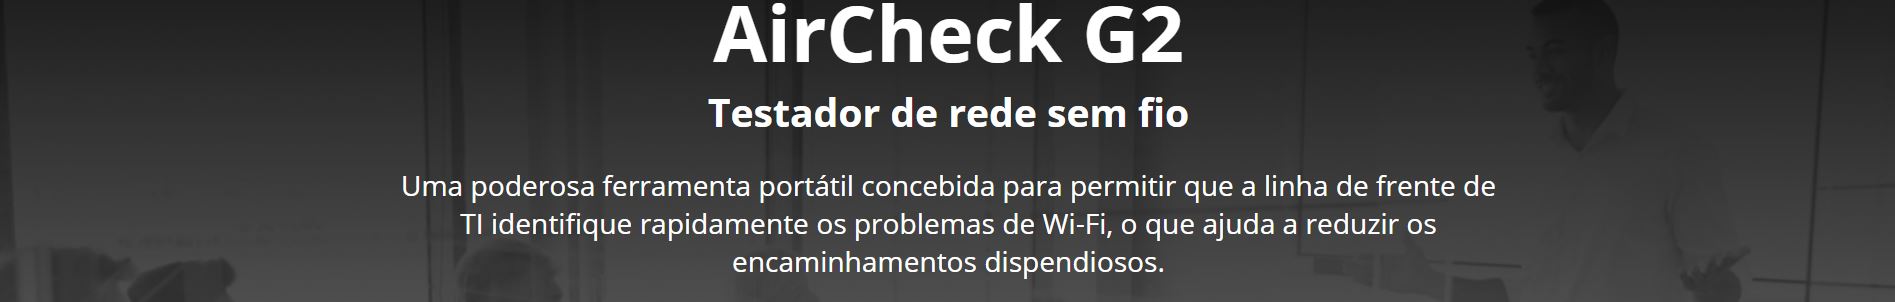 AirCheck G2
Testador de rede sem fio
Uma poderosa ferramenta portátil concebida para permitir que a linha de frente de
TI identifique rapidamente os problemas de Wi-Fi, o que ajuda a reduzir os
encaminhamentos dispendiosos.